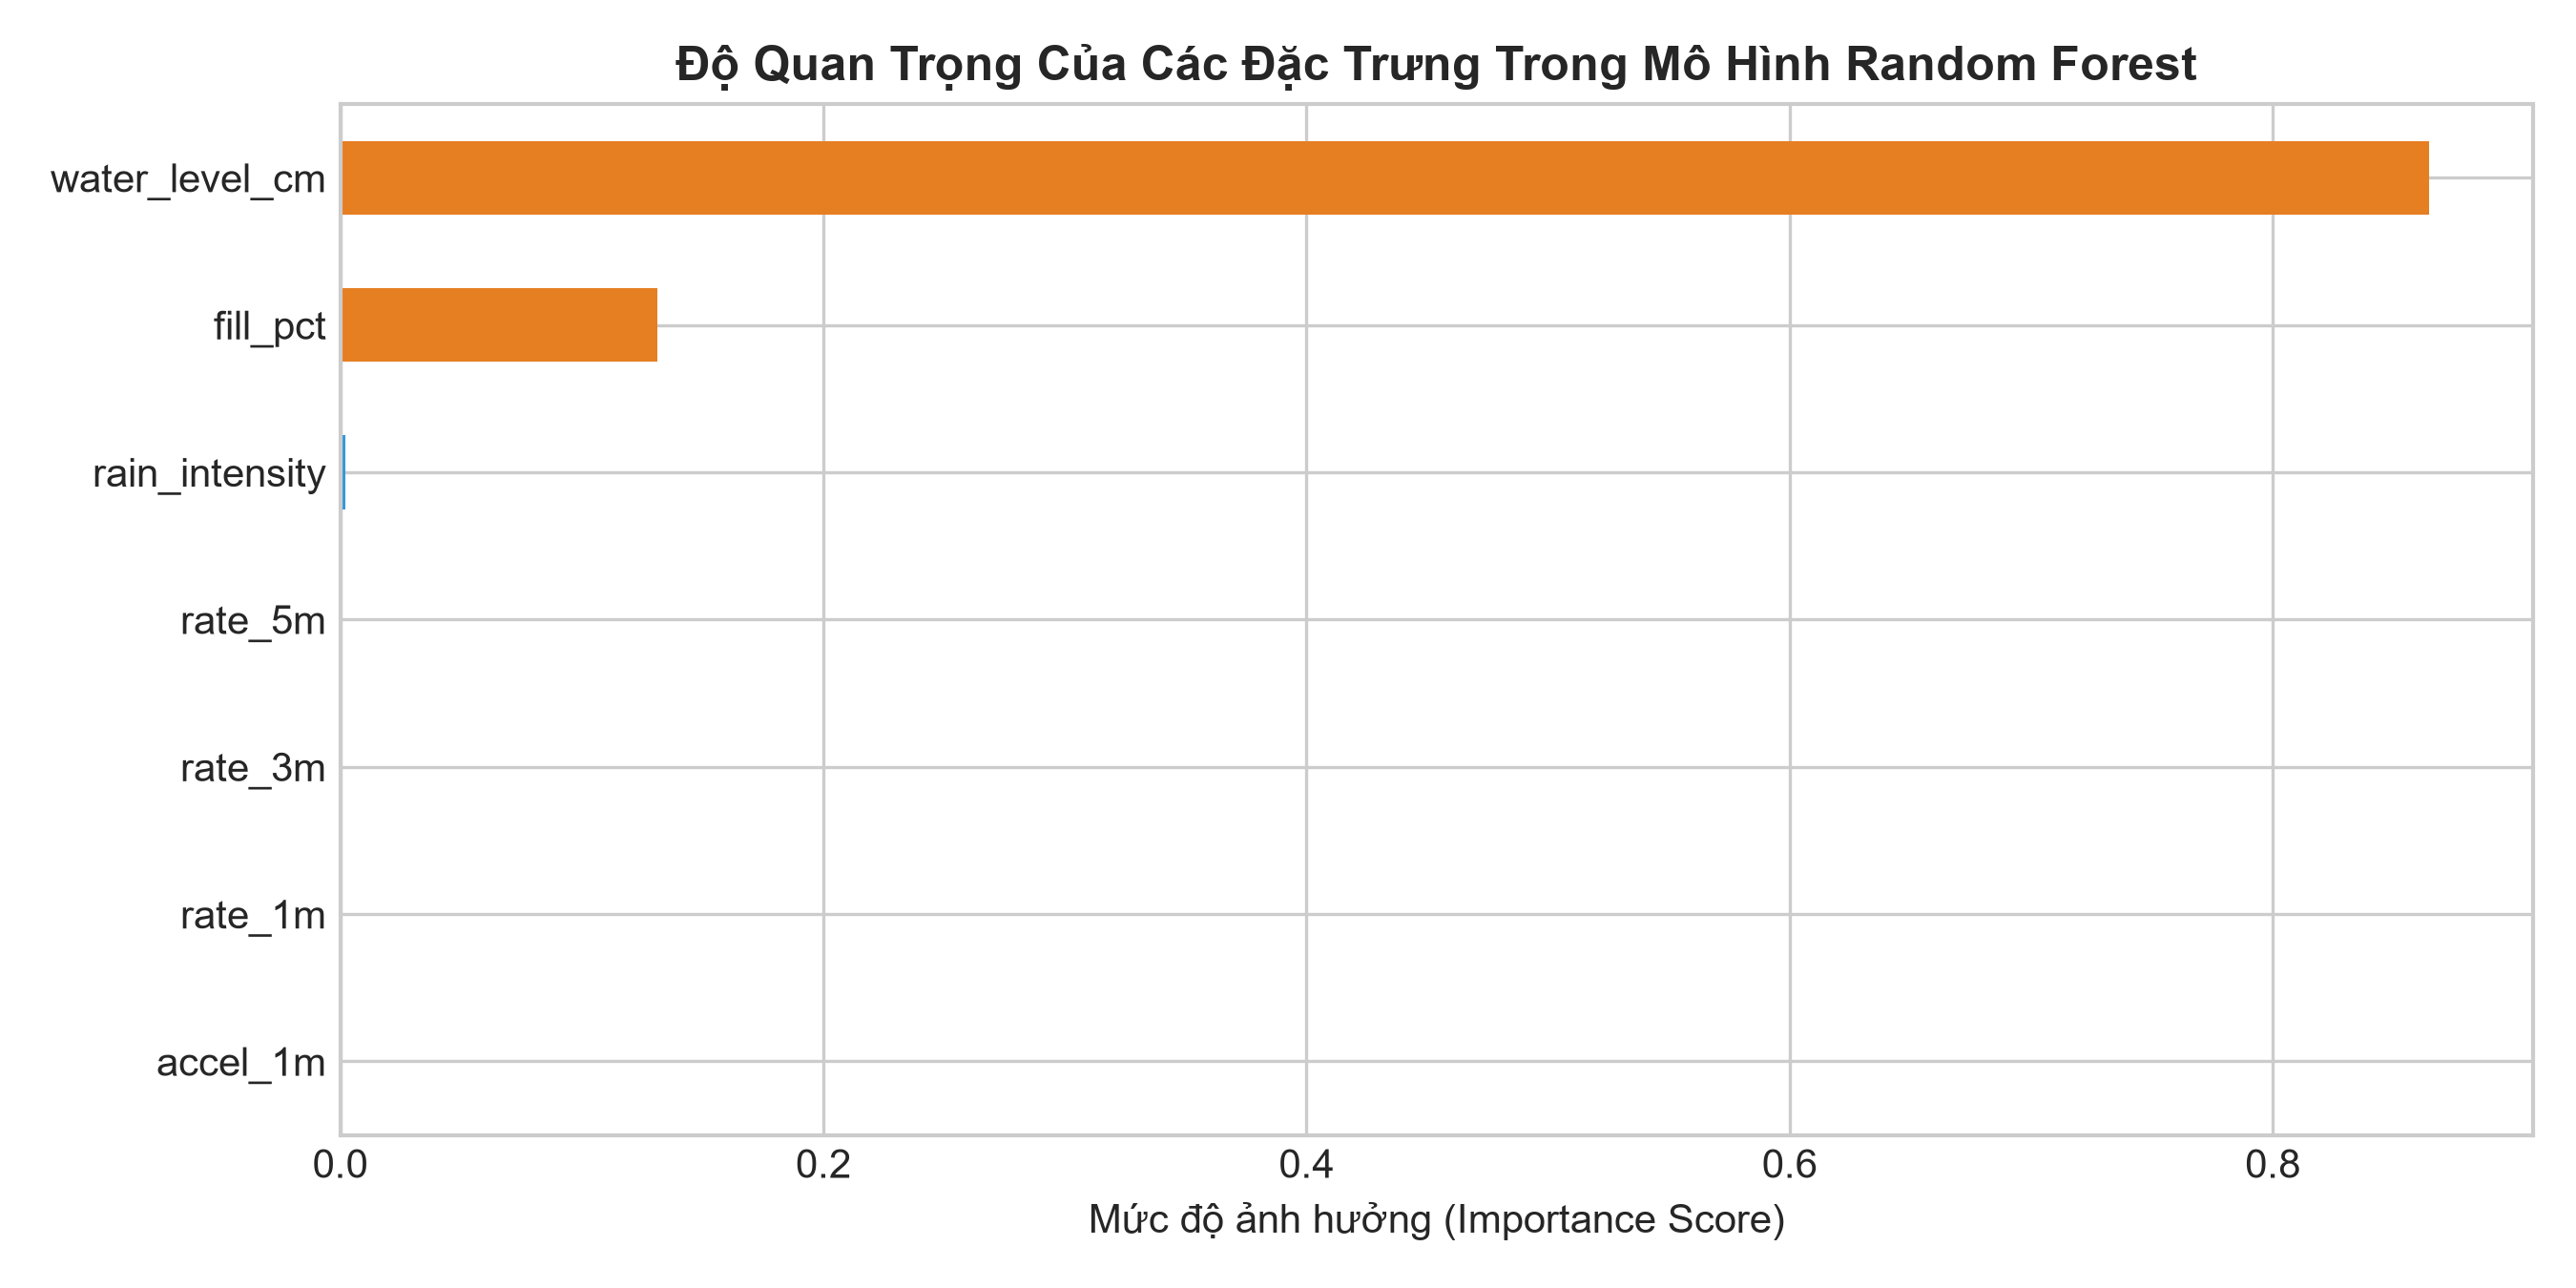 Độ Quan Trọng Của Các Đặc Trưng Trong Mô Hình Random Forest
water_level_cm
fill_pct
rain_intensity
rate_5m
rate_3m
rate_1m
accel_1m
0.0 0.2 0.4 0.6 0.8
Mức độ ảnh hưởng (Importance Score)